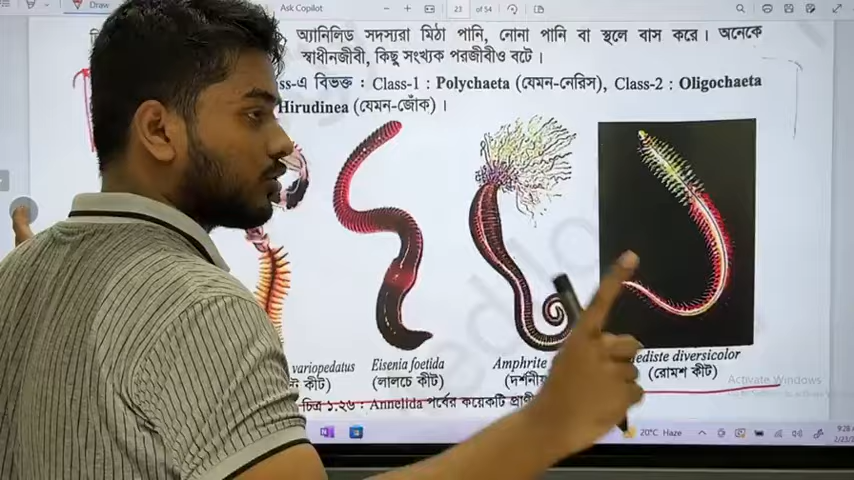 Draw
Ask Copilot
23 of 54
অ্যানিলিড সদস্যরা মিঠা পানি, নোনা পানি বা স্থলে বাস করে। অনেকে
স্বাধীনজীবী, কিছু সংখ্যক পরজীবীও বটে।
ss-এ বিভক্ত : Class-1 : Polychaeta (যেমন-নেরিস), Class-2 : Oligochaeta
Hirudinea (যেমন-জোঁক)।
variopedatus
Eisenia foetida
Amphrite
ediste diversicolor
কীট)
(লালচে কীট)
(রোমশ কীট)
Activate Windows
চিত্র ১.২৬ : Annelida পর্বের কয়েকটি প্রাণী
20°C Haze